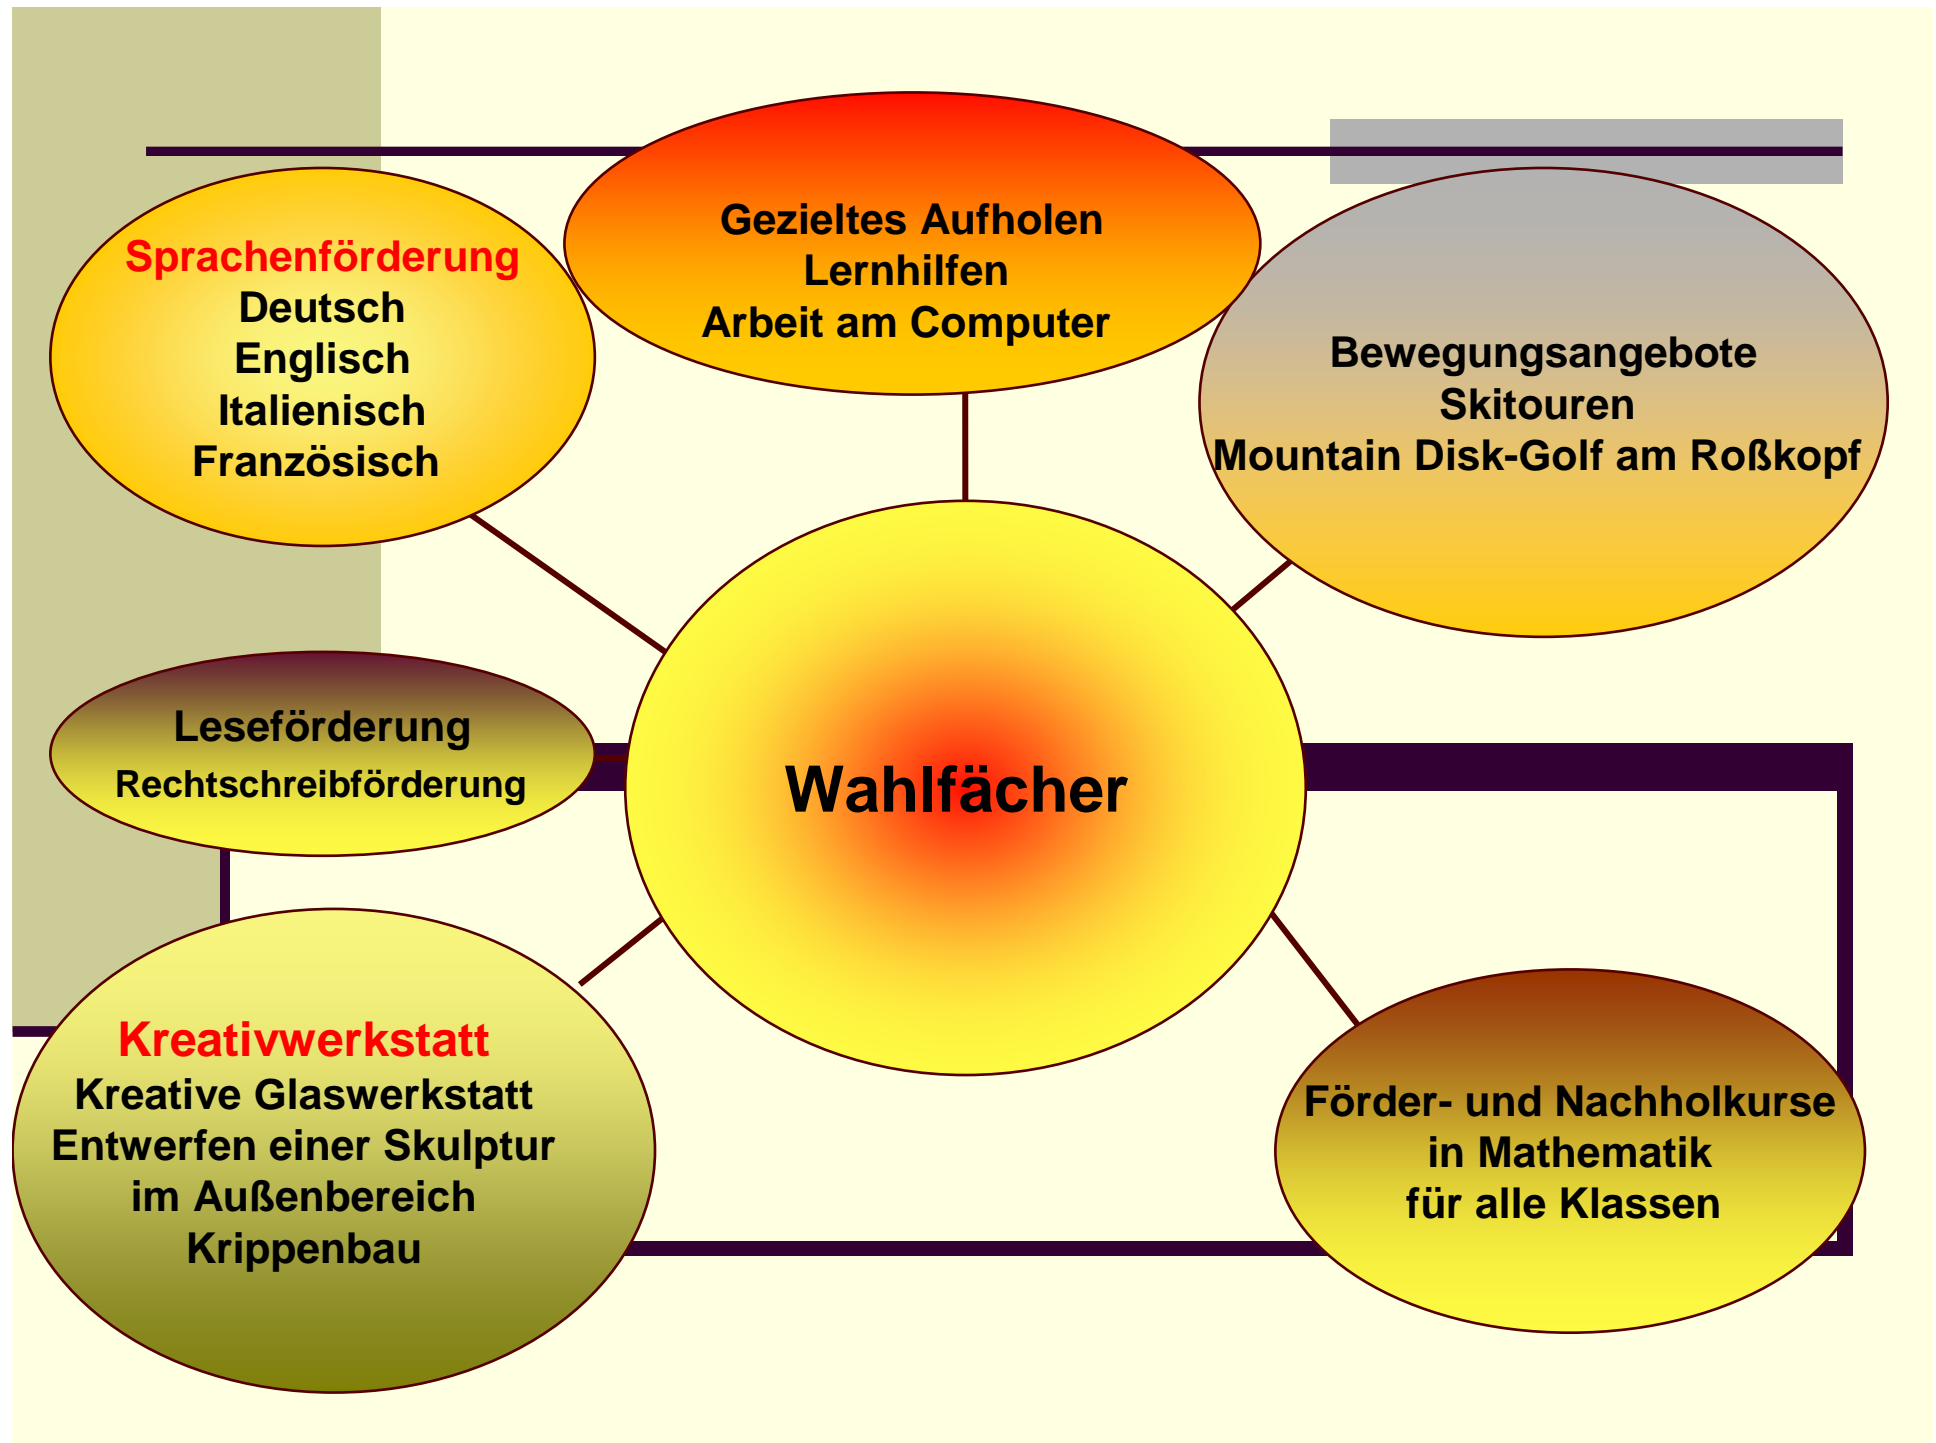 Sprachenförderung
Deutsch
Englisch
Italienisch
Französisch
Gezieltes Aufholen
Lernhilfen
Arbeit am Computer
Bewegungsangebote
Skitouren
Mountain Disk-Golf am Roßkopf
Leseförderung
Rechtschreibförderung
Wahlfächer
Kreativwerkstatt
Kreative Glaswerkstatt
Entwerfen einer Skulptur
im Außenbereich
Krippenbau
Förder- und Nachholkurse
in Mathematik
für alle Klassen